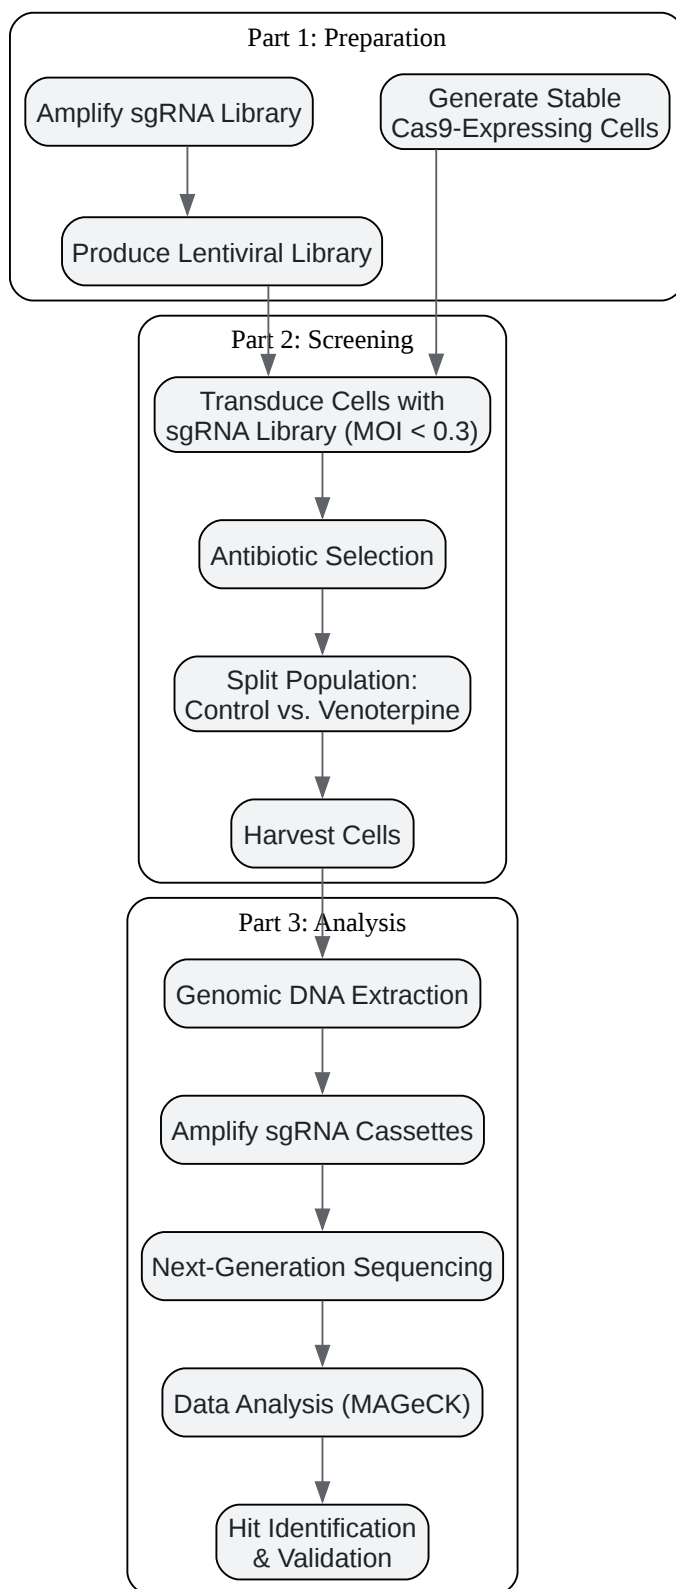 Part 1: Preparation
Amplify sgRNA Library
Generate Stable
Cas9-Expressing Cells
Produce Lentiviral Library
Part 2: Screening
Transduce Cells with
sgRNA Library (MOI < 0.3)
Antibiotic Selection
Split Population:
Control vs. Venoterpine
Harvest Cells
Part 3: Analysis
Genomic DNA Extraction
Amplify sgRNA Cassettes
Next-Generation Sequencing
Data Analysis (MAGeCK)
Hit Identification
& Validation